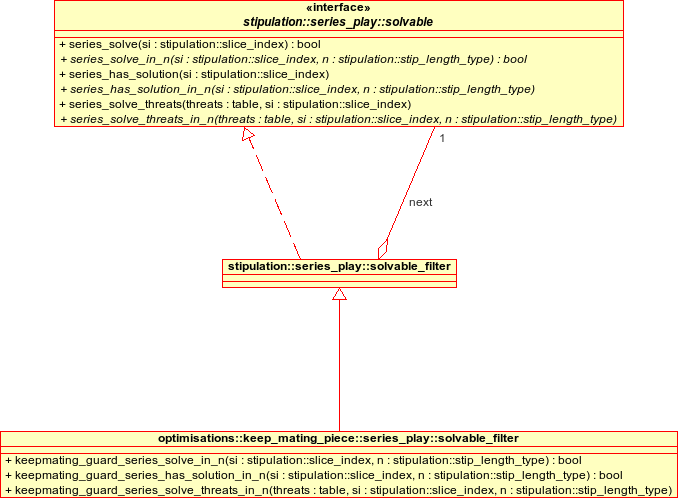 «interface»
stipulation::series_play::solvable
+ series_solve(si : stipulation::slice_index) : bool
+ series_solve_in_n(si : stipulation::slice_index, n : stipulation::stip_length_type) : bool
+ series_has_solution(si : stipulation::slice_index)
+ series_has_solution_in_n(si : stipulation::slice_index, n : stipulation::stip_length_type)
+ series_solve_threats(threats : table, si : stipulation::slice_index)
+ series_solve_threats_in_n(threats : table, si : stipulation::slice_index, n : stipulation::stip_length_type)
1
next
stipulation::series_play::solvable_filter
optimisations::keep_mating_piece::series_play::solvable_filter
+ keepmating_guard_series_solve_in_n(si : stipulation::slice_index, n : stipulation::stip_length_type) : bool
+ keepmating_guard_series_has_solution_in_n(si : stipulation::slice_index, n : stipulation::stip_length_type) : bool
+ keepmating_guard_series_solve_threats_in_n(threats : table, si : stipulation::slice_index, n : stipulation::stip_length_type)